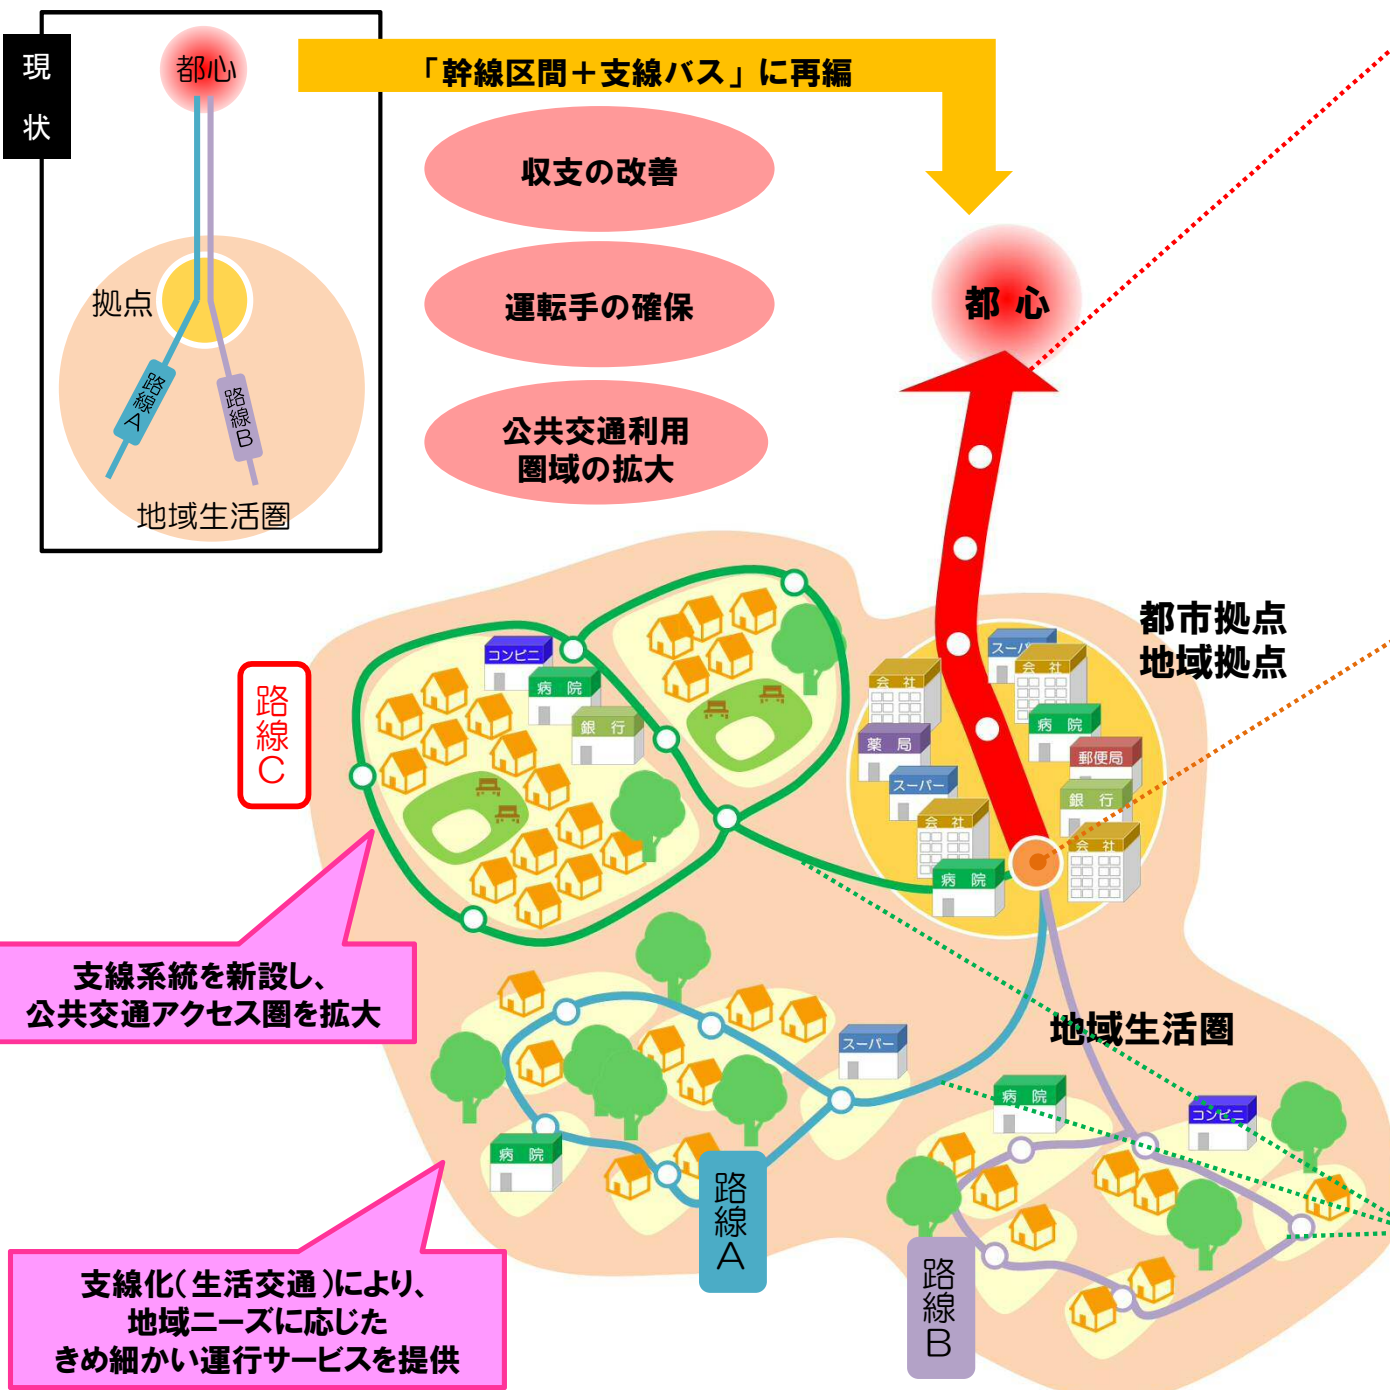 現
状
都心
拠点
路線A
路線B
地域生活圏
「幹線区間＋支線バス」に再編
収支の改善
運転手の確保
公共交通利用
圏域の拡大
都心
都市拠点
地域拠点
スーパー
会社
会社
病院
薬局
郵便局
スーパー
銀行
会社
会社
病院
コンビニ
病院
銀行
路線C
支線系統を新設し、
公共交通アクセス圏を拡大
地域生活圏
スーパー
病院
コンビニ
病院
路線A
路線B
支線化（生活交通）により、
地域ニーズに応じた
きめ細かい運行サービスを提供